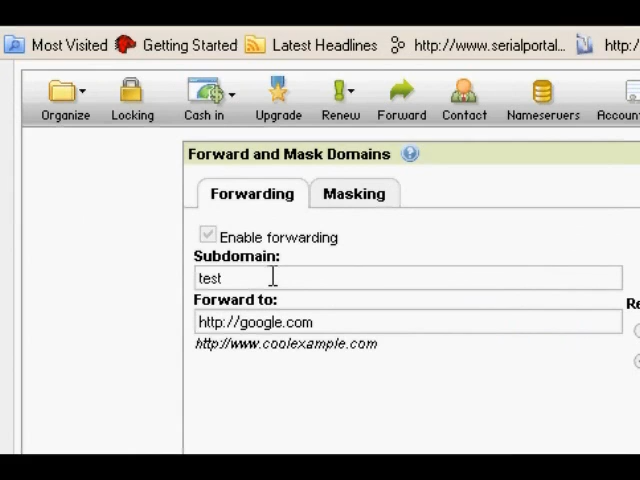 Most Visited Getting Started Latest Headlines http://www.serialportal... http:/
Organize Locking Cash in Upgrade Renew Forward Contact Nameservers Accoun
Forward and Mask Domains ?
Forwarding Masking
Enable forwarding
Subdomain:
test
Forward to:
Re
http://google.com
http://www.coolexample.com